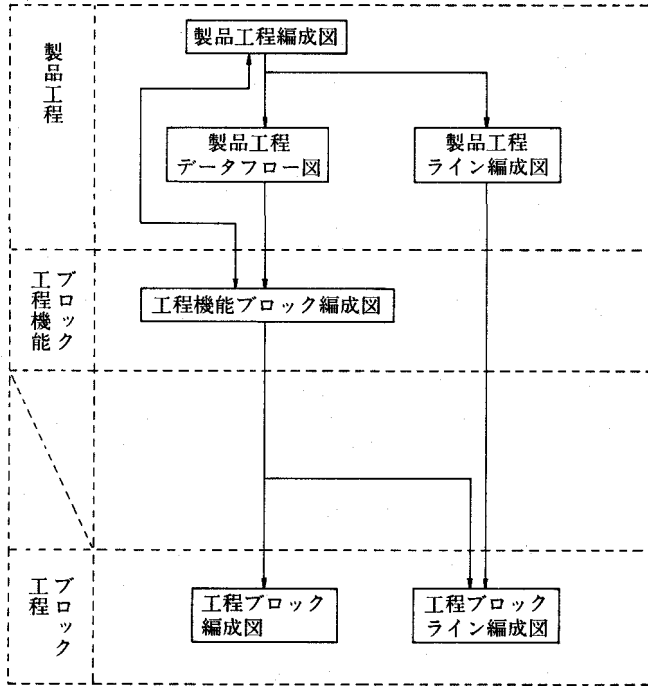 製品工程
製品工程編成図
製品工程
データフロー図
製品工程
ライン編成図
工程機能
ブロック
工程機能ブロック編成図
工程
ブロック
工程ブロック
編成図
工程ブロック
ライン編成図